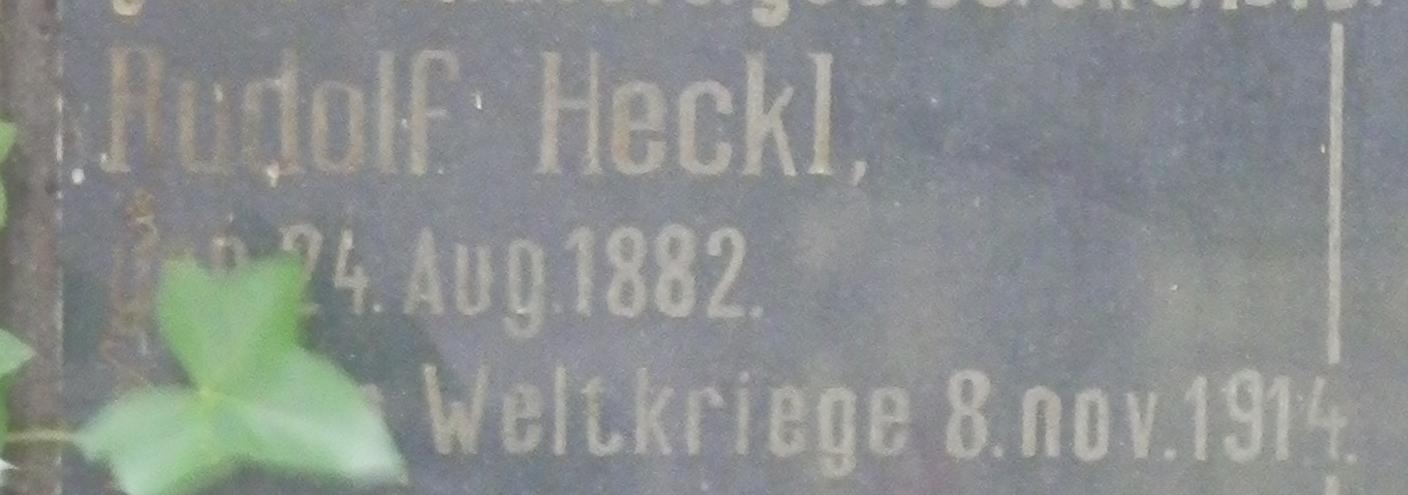 Rudolf Heckl,
24. Aug. 1882.
Weltkriege 8. nov. 1914.